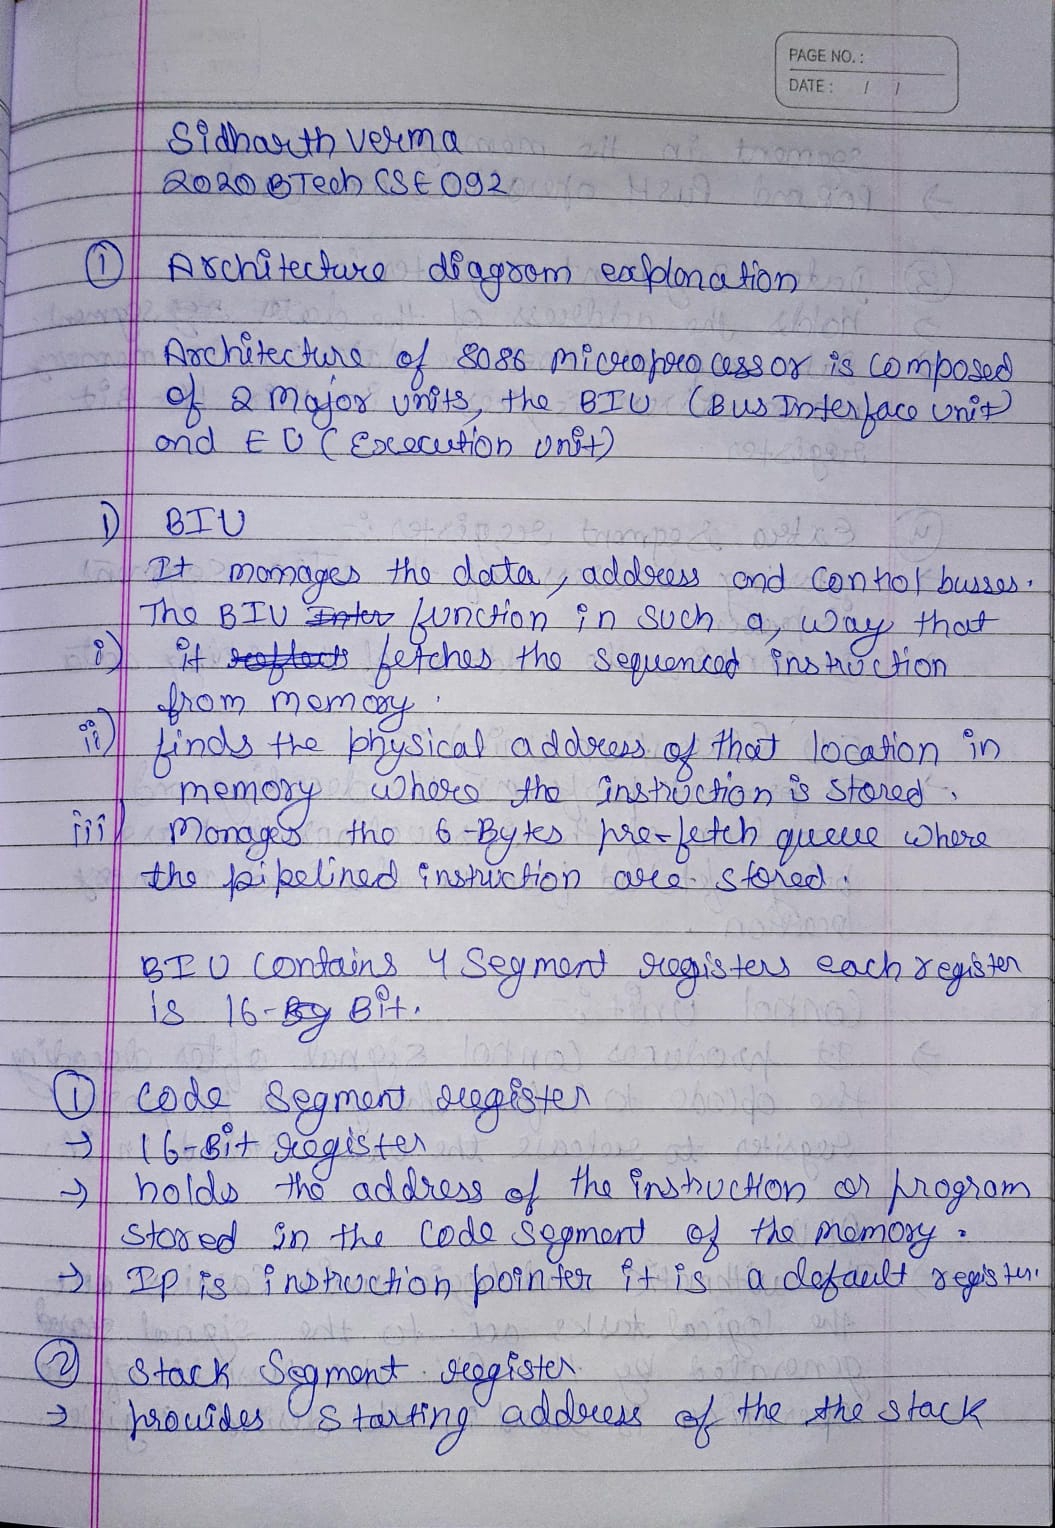 PAGE NO. :
DATE : / /
Sidharth Verma
2020 BTech CSE 092
① Architecture diagram explanation
Architecture of 8086 microprocessor is composed
of 2 major units, the BIU (Bus Interface unit)
and EU (Execution unit)
1) BIU
It manages the data, address and control busses.
The BIU Inter function in such a, way that
i) it reflects fetches the sequenced instruction
from memory.
ii) finds the physical address of that location in
memory where the instruction is stored.
iii) Manages the 6-Bytes pre-fetch queue where
the pipelined instruction are stored.
BIU contains 4 Segment registers each register
is 16-By Bit.
① Code Segment register
→ 16-Bit register
→ holds the address of the instruction or program
stored in the code segment of the memory.
→ IP is instruction pointer it is a default register.
② Stack Segment register
→ provides starting address of the the stack